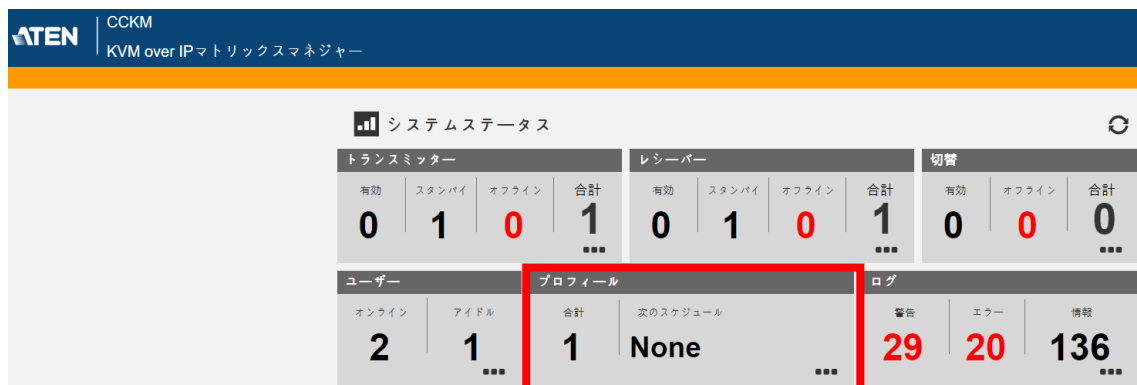 ATEN
CCKM
KVM over IPマトリックスマネジャー
システムステータス
トランスミッター
有効 スタンバイ オフライン 合計
0 1 0 1
レシーバー
有効 スタンバイ オフライン 合計
0 1 0 1
切替
有効 オフライン 合計
0 0 0
ユーザー
オンライン アイドル
2 1
プロフィール
合計 次のスケジュール
1 None
ログ
警告 エラー 情報
29 20 136